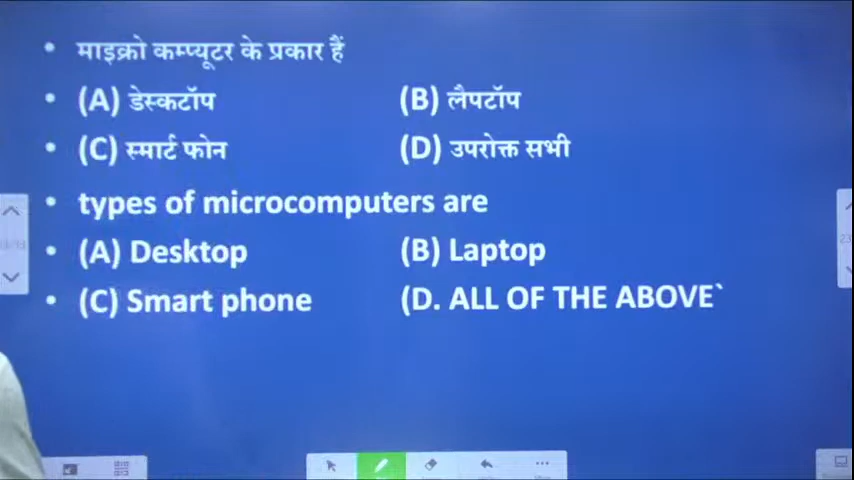 • माइक्रो कम्प्यूटर के प्रकार हैं
• (A) डेस्कटॉप (B) लैपटॉप
• (C) स्मार्ट फोन (D) उपरोक्त सभी
• types of microcomputers are
• (A) Desktop (B) Laptop
• (C) Smart phone (D. ALL OF THE ABOVE`